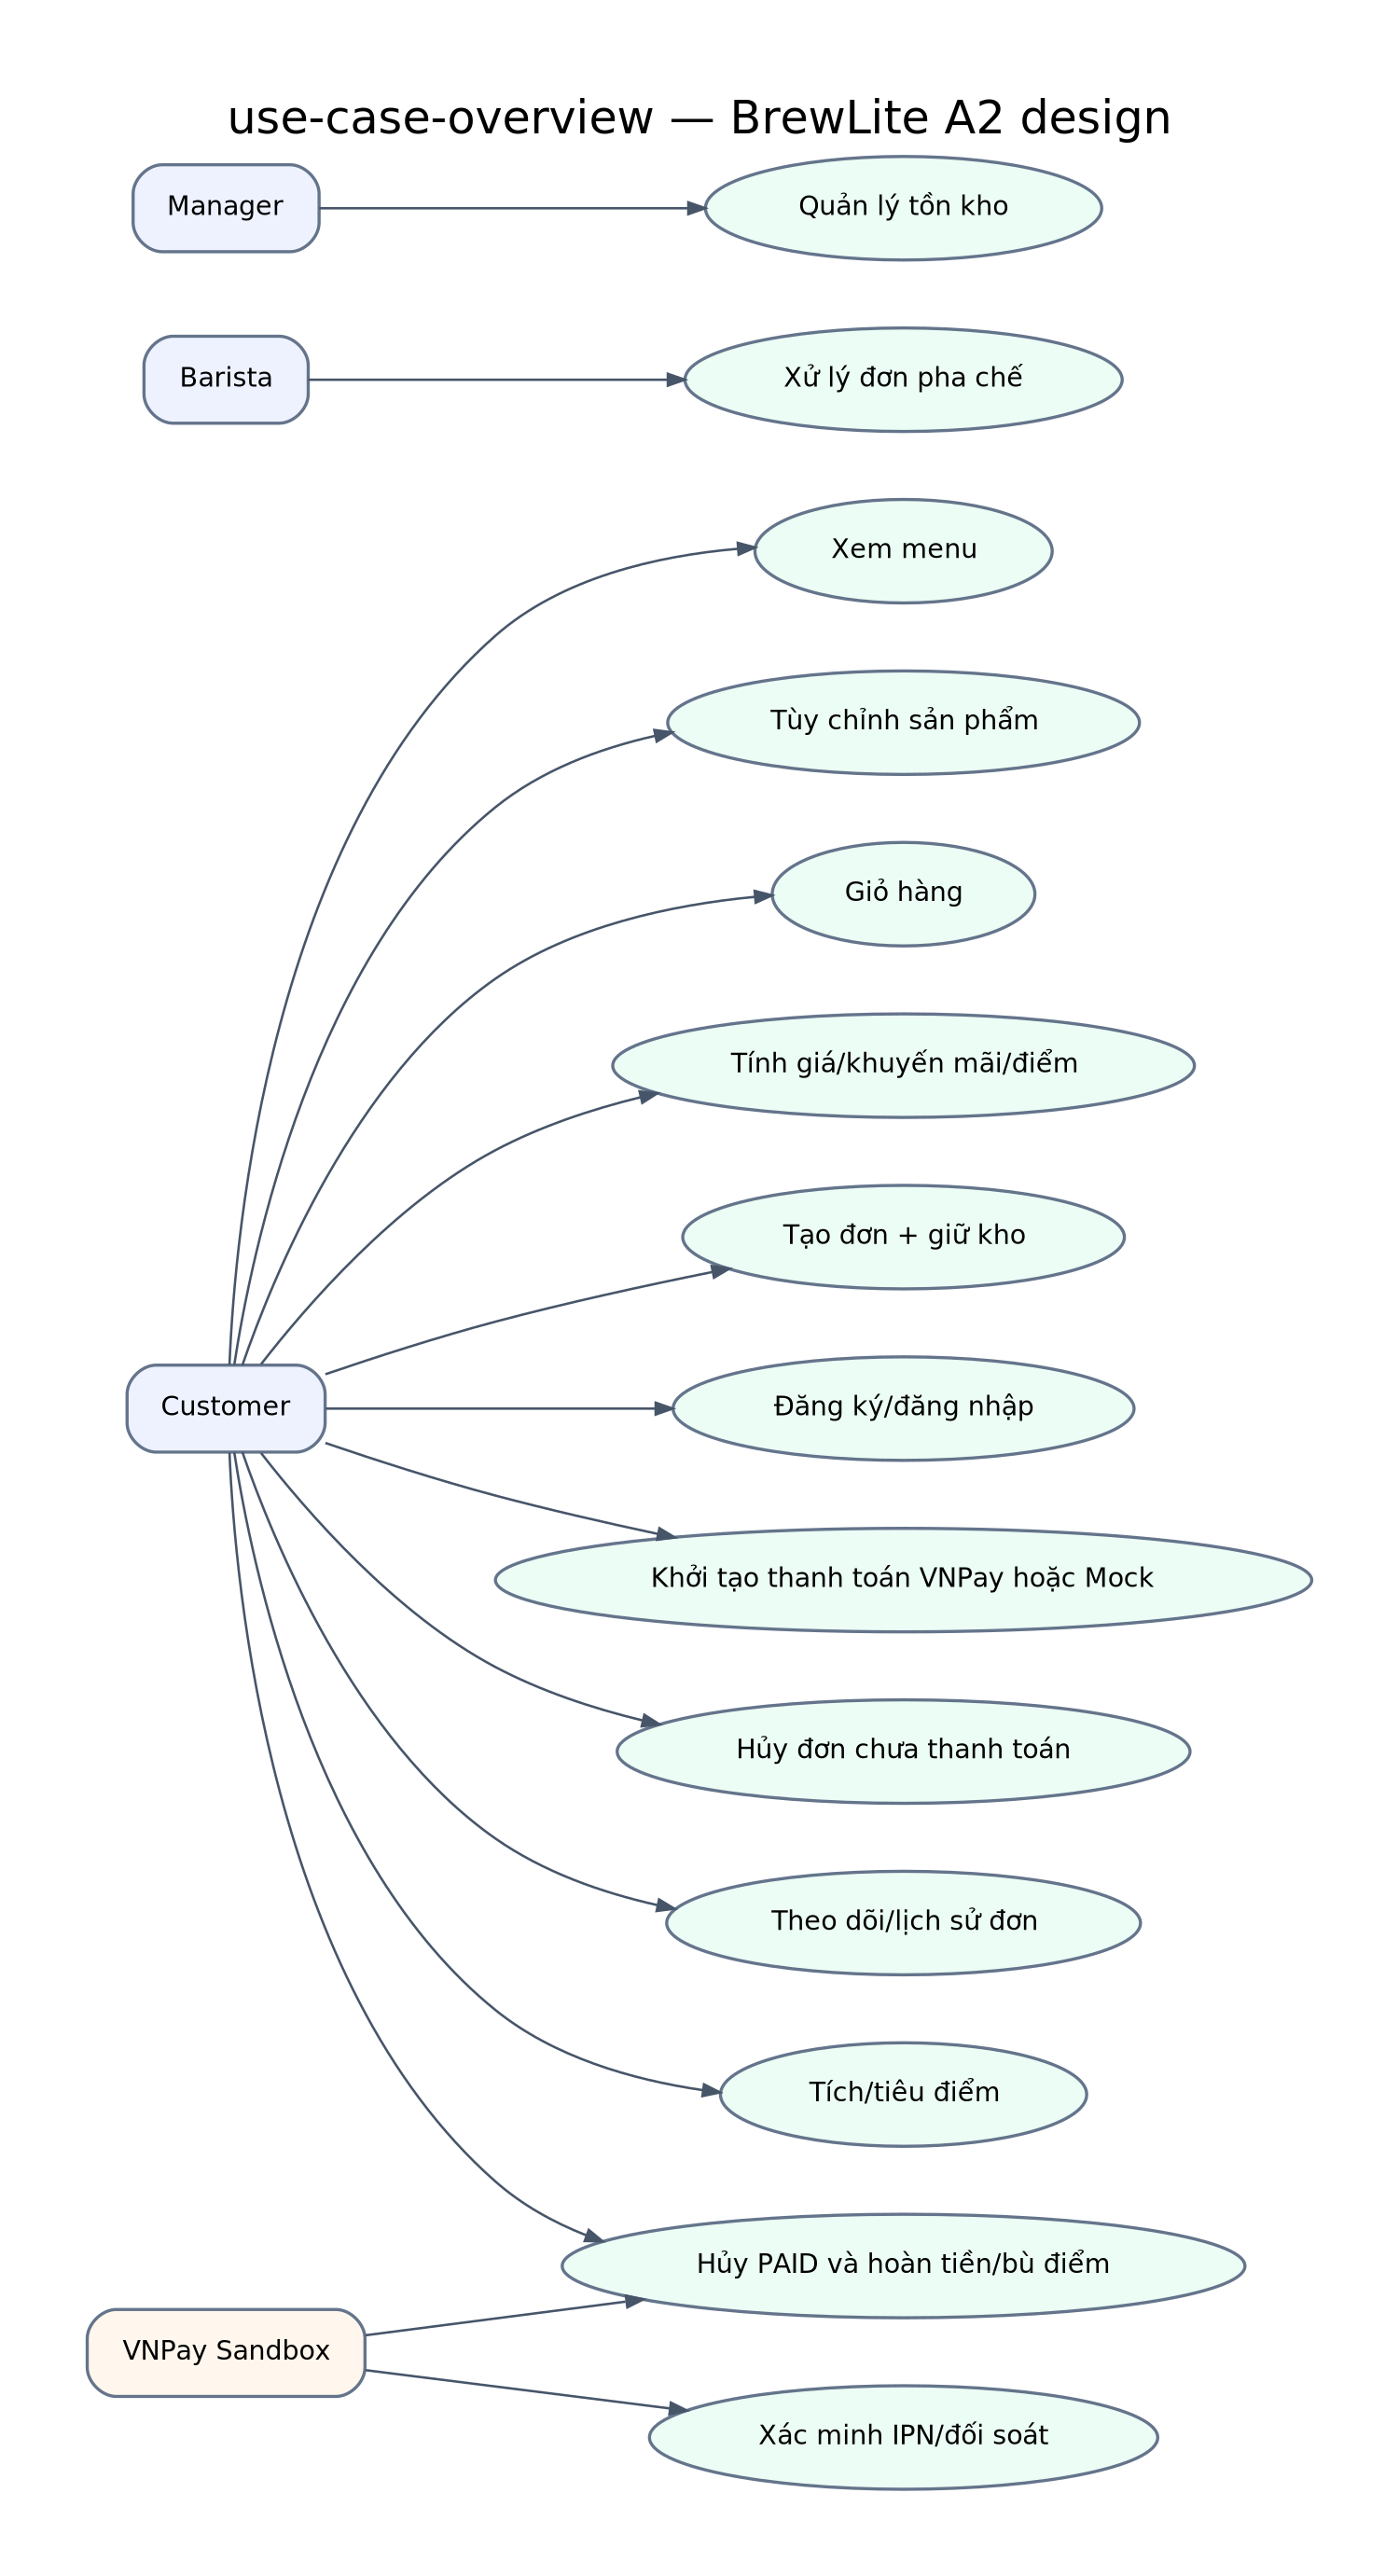 use-case-overview — BrewLite A2 design
Manager
Quản lý tồn kho
Barista
Xử lý đơn pha chế
Xem menu
Tùy chỉnh sản phẩm
Giỏ hàng
Tính giá/khuyến mãi/điểm
Tạo đơn + giữ kho
Customer
Đăng ký/đăng nhập
Khởi tạo thanh toán VNPay hoặc Mock
Hủy đơn chưa thanh toán
Theo dõi/lịch sử đơn
Tích/tiêu điểm
Hủy PAID và hoàn tiền/bù điểm
VNPay Sandbox
Xác minh IPN/đối soát